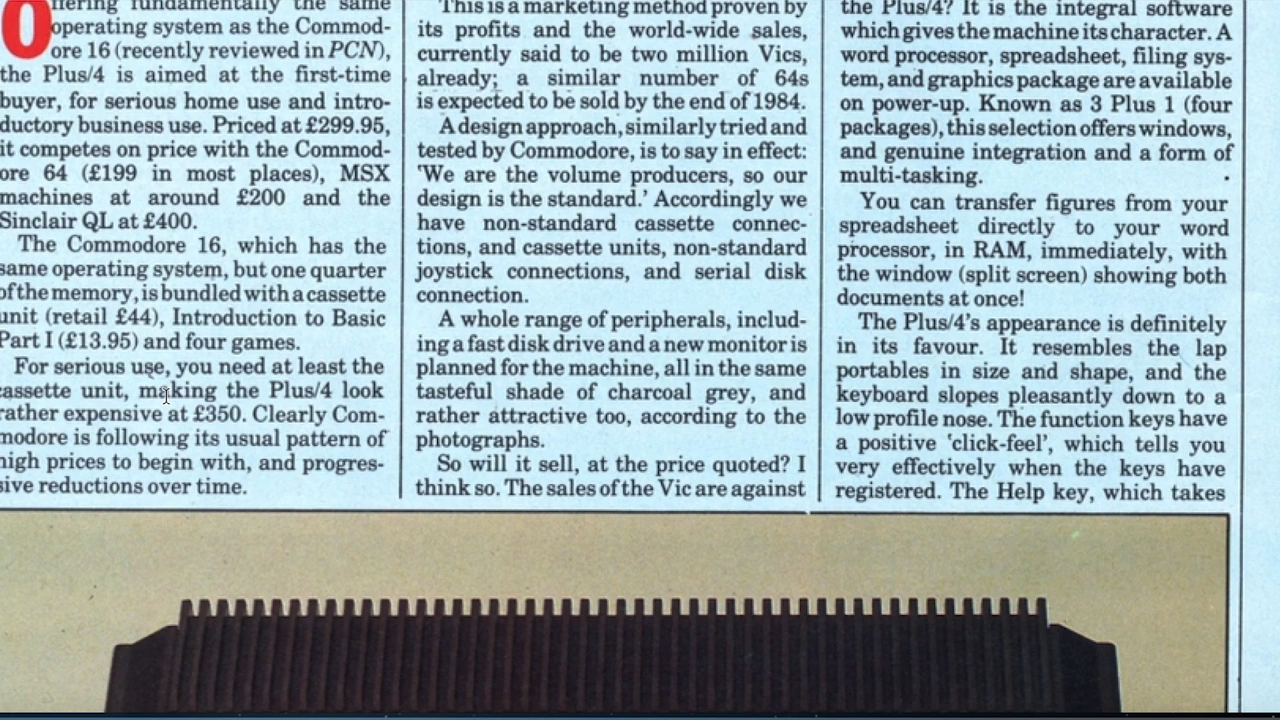 Offering fundamentally the same
operating system as the Commod-
ore 16 (recently reviewed in PCN),
the Plus/4 is aimed at the first-time
buyer, for serious home use and intro-
ductory business use. Priced at £299.95,
it competes on price with the Commod-
ore 64 (£199 in most places), MSX
machines at around £200 and the
Sinclair QL at £400.
The Commodore 16, which has the
same operating system, but one quarter
of the memory, is bundled with a cassette
unit (retail £44), Introduction to Basic
Part I (£13.95) and four games.
For serious use, you need at least the
cassette unit, making the Plus/4 look
rather expensive at £350. Clearly Com-
modore is following its usual pattern of
high prices to begin with, and progres-
sive reductions over time.
This is a marketing method proven by
its profits and the world-wide sales,
currently said to be two million Vics,
already; a similar number of 64s
is expected to be sold by the end of 1984.
A design approach, similarly tried and
tested by Commodore, is to say in effect:
'We are the volume producers, so our
design is the standard.' Accordingly we
have non-standard cassette connec-
tions, and cassette units, non-standard
joystick connections, and serial disk
connection.
A whole range of peripherals, includ-
ing a fast disk drive and a new monitor is
planned for the machine, all in the same
tasteful shade of charcoal grey, and
rather attractive too, according to the
photographs.
So will it sell, at the price quoted? I
think so. The sales of the Vic are against
the Plus/4? It is the integral software
which gives the machine its character. A
word processor, spreadsheet, filing sys-
tem, and graphics package are available
on power-up. Known as 3 Plus 1 (four
packages), this selection offers windows,
and genuine integration and a form of
multi-tasking.
You can transfer figures from your
spreadsheet directly to your word
processor, in RAM, immediately, with
the window (split screen) showing both
documents at once!
The Plus/4's appearance is definitely
in its favour. It resembles the lap
portables in size and shape, and the
keyboard slopes pleasantly down to a
low profile nose. The function keys have
a positive 'click-feel', which tells you
very effectively when the keys have
registered. The Help key, which takes